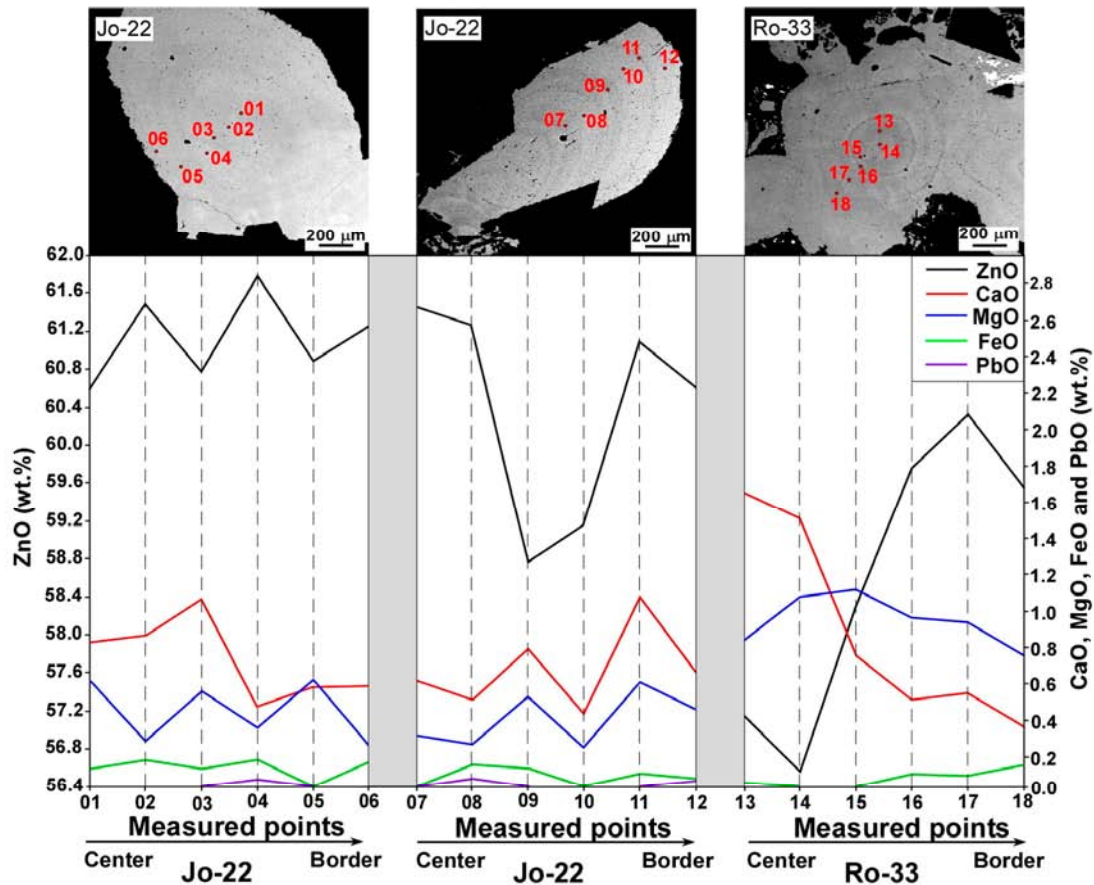 Jo-22
01
02
03
04
05
06
200 μm
Jo-22
07
08
09
10
11
12
200 μm
Ro-33
13
14
15
16
17
18
200 μm
ZnO (wt.%)
62.0
61.6
61.2
60.8
60.4
60.0
59.6
59.2
58.8
58.4
58.0
57.6
57.2
56.8
56.4
ZnO
CaO
MgO
FeO
PbO
2.8
2.6
2.4
2.2
2.0
1.8
1.6
1.4
1.2
1.0
0.8
0.6
0.4
0.2
0.0
CaO, MgO, FeO and PbO (wt.%)
01 02 03 04 05 06 07 08 09 10 11 12 13 14 15 16 17 18
Measured points Measured points Measured points
Center Border Center Border Center Border
Jo-22 Jo-22 Ro-33